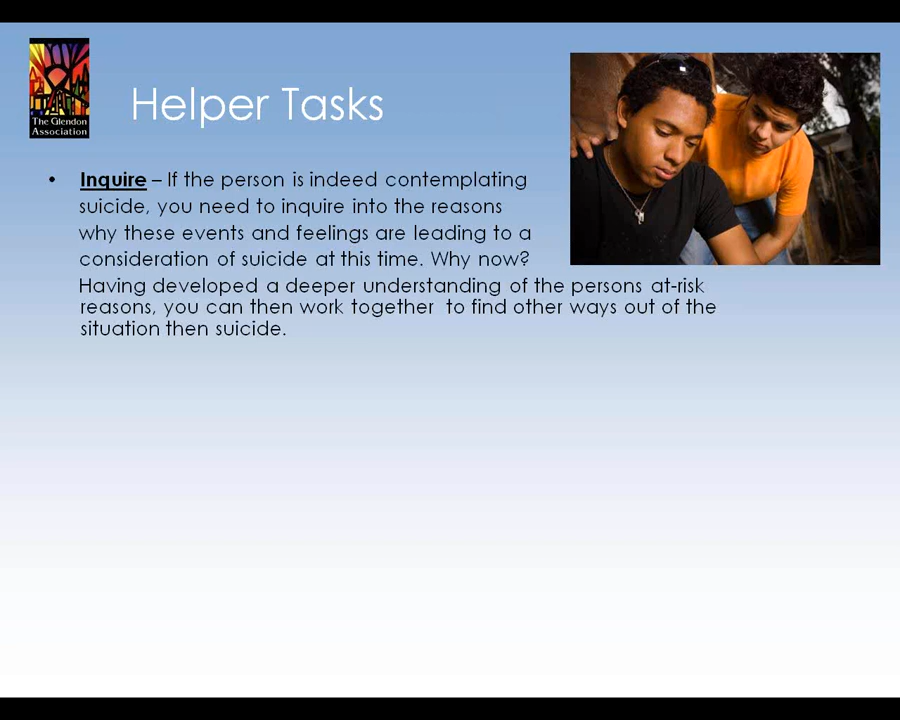 The Glendon
Association
Helper Tasks
• Inquire – If the person is indeed contemplating
suicide, you need to inquire into the reasons
why these events and feelings are leading to a
consideration of suicide at this time. Why now?
Having developed a deeper understanding of the persons at-risk
reasons, you can then work together to find other ways out of the
situation then suicide.